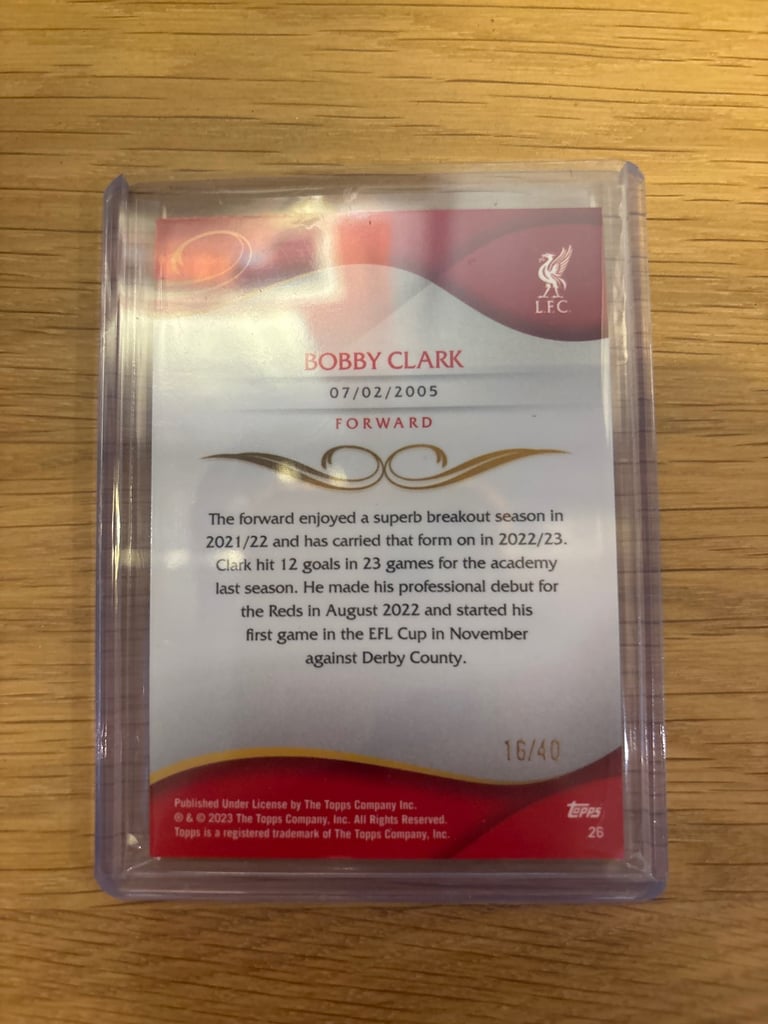 L.F.C.
BOBBY CLARK
07/02/2005
FORWARD
The forward enjoyed a superb breakout season in
2021/22 and has carried that form on in 2022/23.
Clark hit 12 goals in 23 games for the academy
last season. He made his professional debut for
the Reds in August 2022 and started his
first game in the EFL Cup in November
against Derby County.
16/40
Published Under License by The Topps Company Inc.
® & © 2023 The Topps Company, Inc. All Rights Reserved.
Topps is a registered trademark of The Topps Company, Inc.
Topps
26